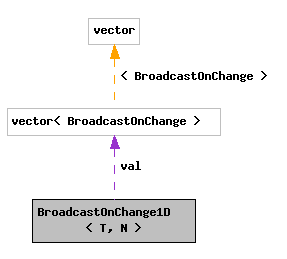 vector
< BroadcastOnChange >
vector< BroadcastOnChange >
val
BroadcastOnChange1D
< T, N >